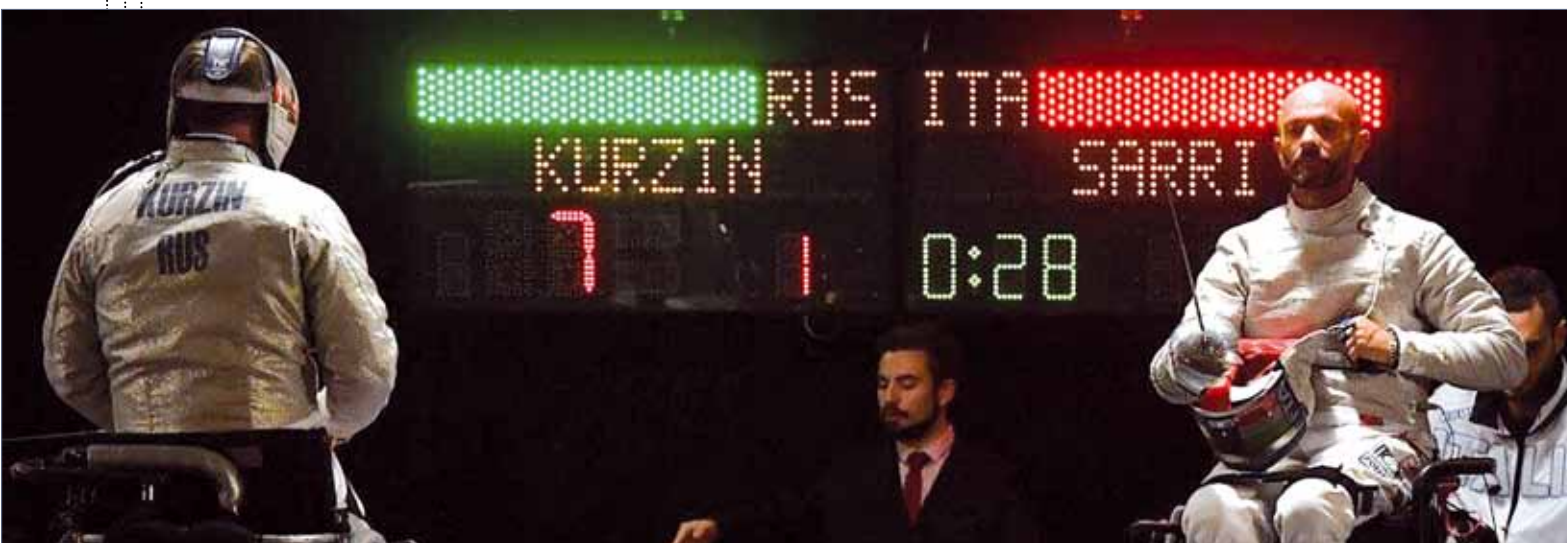 RUS ITA
KURZIN SARRI
7 1 0:28
KURZIN
RUS